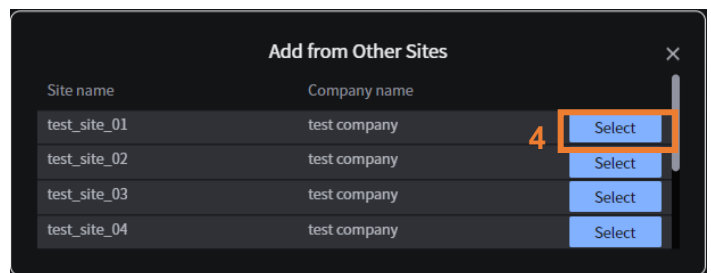 Add from Other Sites ×
Site name Company name
test_site_01 test company 4 Select
test_site_02 test company Select
test_site_03 test company Select
test_site_04 test company Select